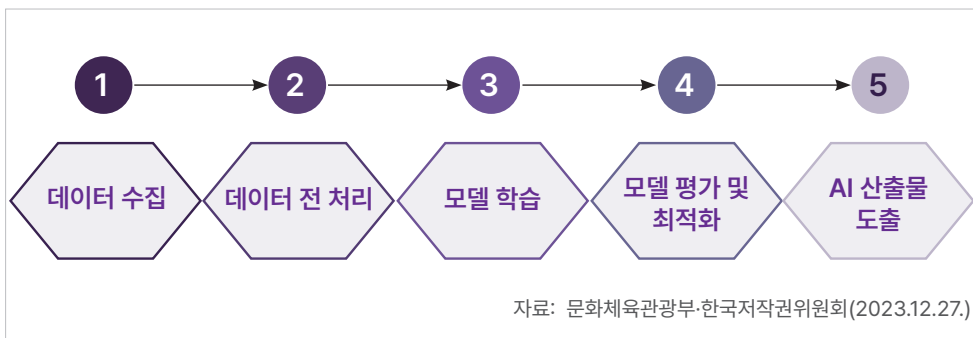 1
2
3
4
5
데이터 수집
데이터 전 처리
모델 학습
모델 평가 및
최적화
AI 산출물
도출
자료: 문화체육관광부·한국저작권위원회(2023.12.27.)